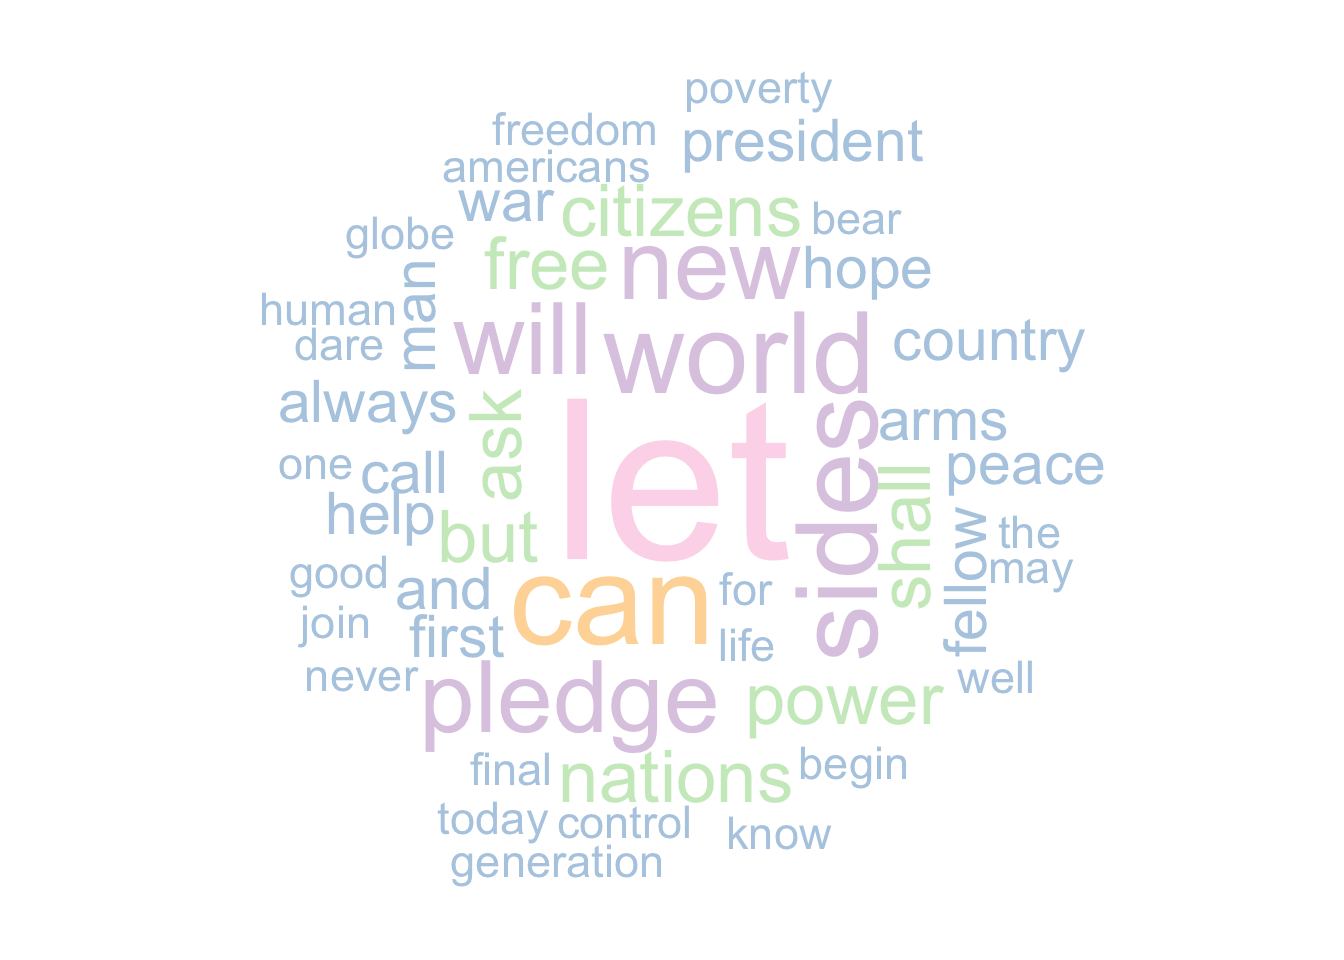 poverty
freedom
president
americans
war
citizens
bear
globe
free
new
hope
man
human
dare
will
world
country
always
ask
let
sides
arms
one
call
shall
peace
help
but
fellow
the
good
and
can
for
may
join
first
life
never
pledge
power
well
final
nations
begin
today
control
know
generation